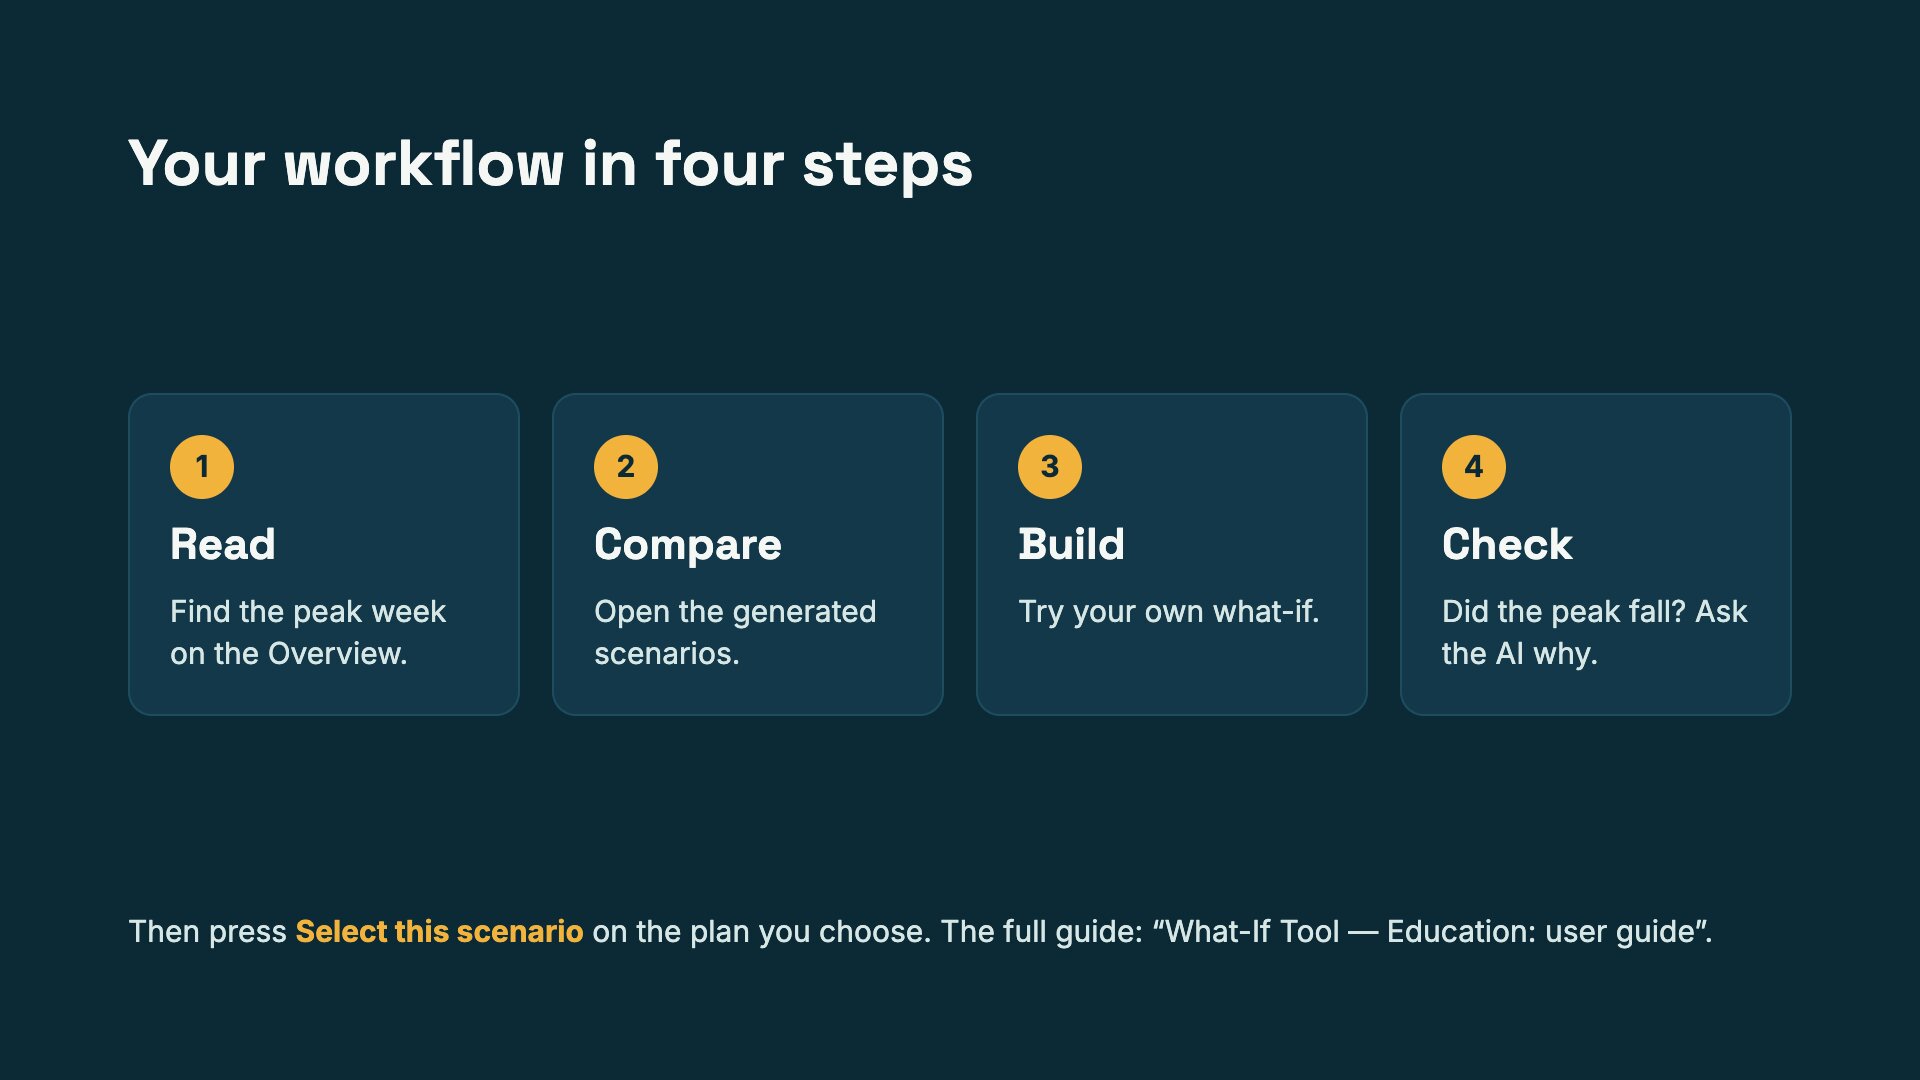 Your workflow in four steps
1
Read
Find the peak week
on the Overview.
2
Compare
Open the generated
scenarios.
3
Build
Try your own what-if.
4
Check
Did the peak fall? Ask
the AI why.
Then press Select this scenario on the plan you choose. The full guide: “What-If Tool — Education: user guide”.